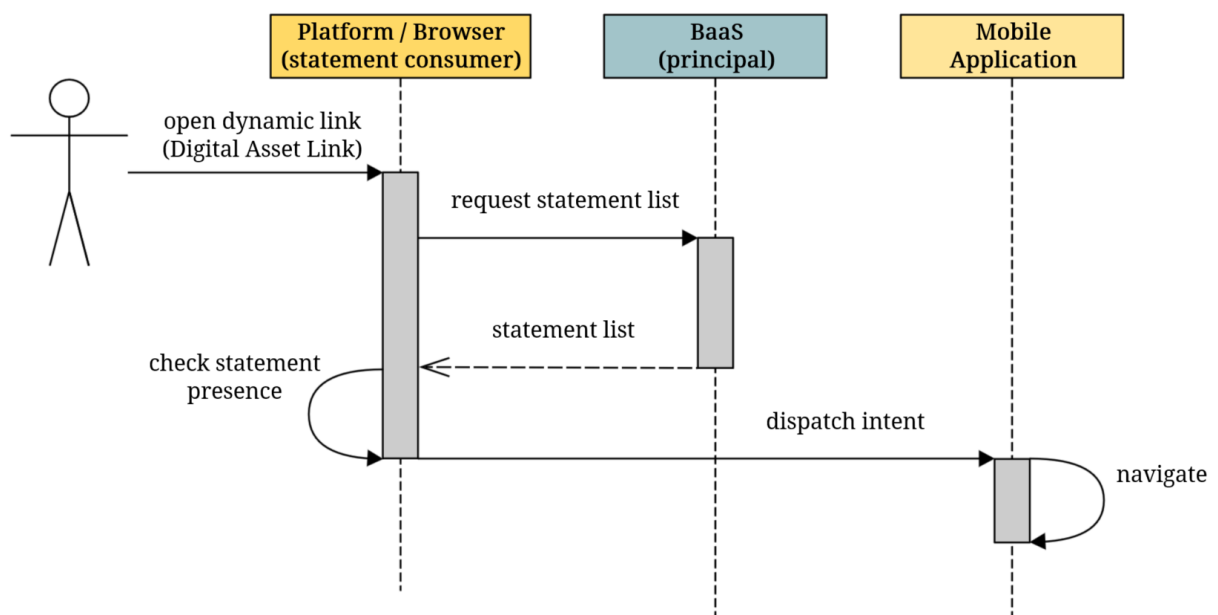 Platform / Browser
(statement consumer)
BaaS
(principal)
Mobile
Application
open dynamic link
(Digital Asset Link)
request statement list
statement list
check statement
presence
dispatch intent
navigate